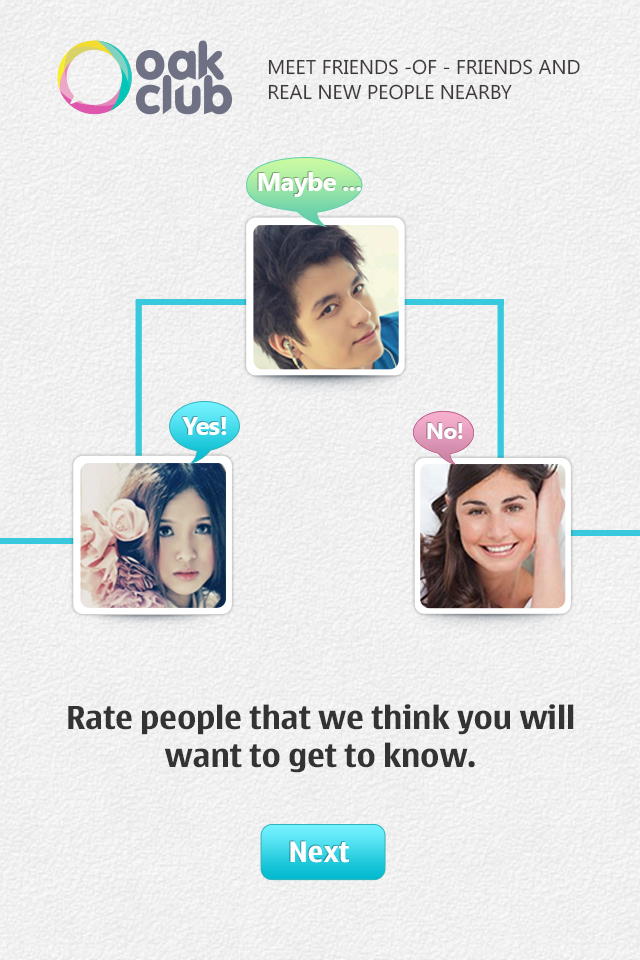 oak
club
MEET FRIENDS -OF - FRIENDS AND
REAL NEW PEOPLE NEARBY
Maybe ...
Yes!
No!
Rate people that we think you will
want to get to know.
Next